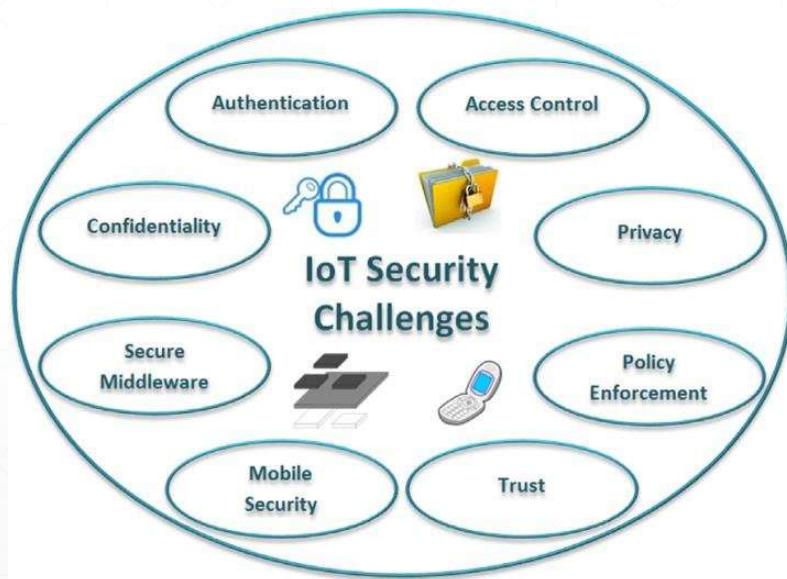 Authentication
Access Control
Confidentiality
Privacy
IoT Security
Challenges
Secure
Middleware
Policy
Enforcement
Mobile
Security
Trust